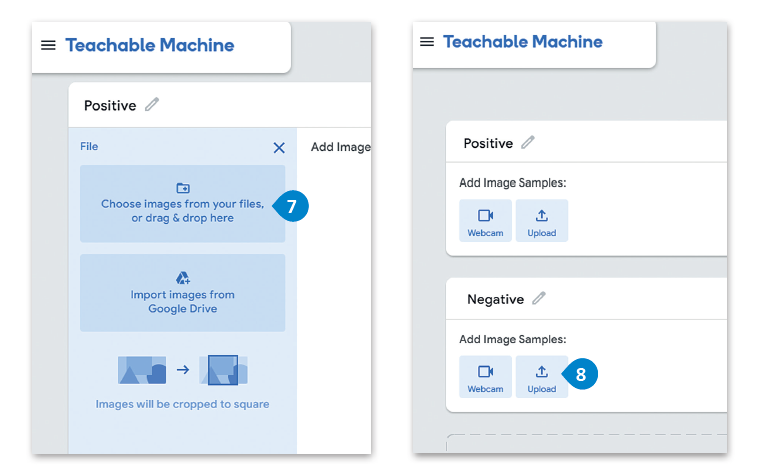 Teachable Machine
Positive
File
Add Image
Choose images from your files,
or drag & drop here
7
Import images from
Google Drive
Images will be cropped to square
Teachable Machine
Positive
Add Image Samples:
Webcam
Upload
Negative
Add Image Samples:
Webcam
Upload
8